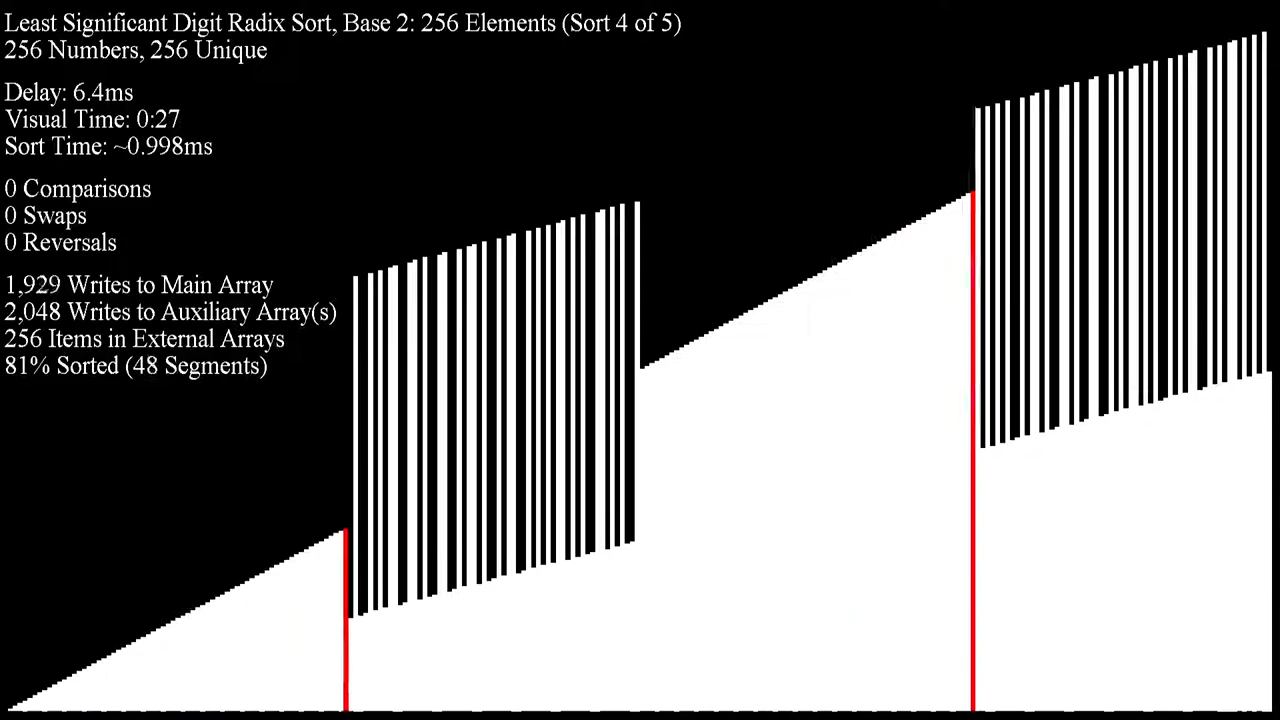 Least Significant Digit Radix Sort, Base 2: 256 Elements (Sort 4 of 5)
256 Numbers, 256 Unique
Delay: 6.4ms
Visual Time: 0:27
Sort Time: ~0.998ms
0 Comparisons
0 Swaps
0 Reversals
1,929 Writes to Main Array
2,048 Writes to Auxiliary Array(s)
256 Items in External Arrays
81% Sorted (48 Segments)